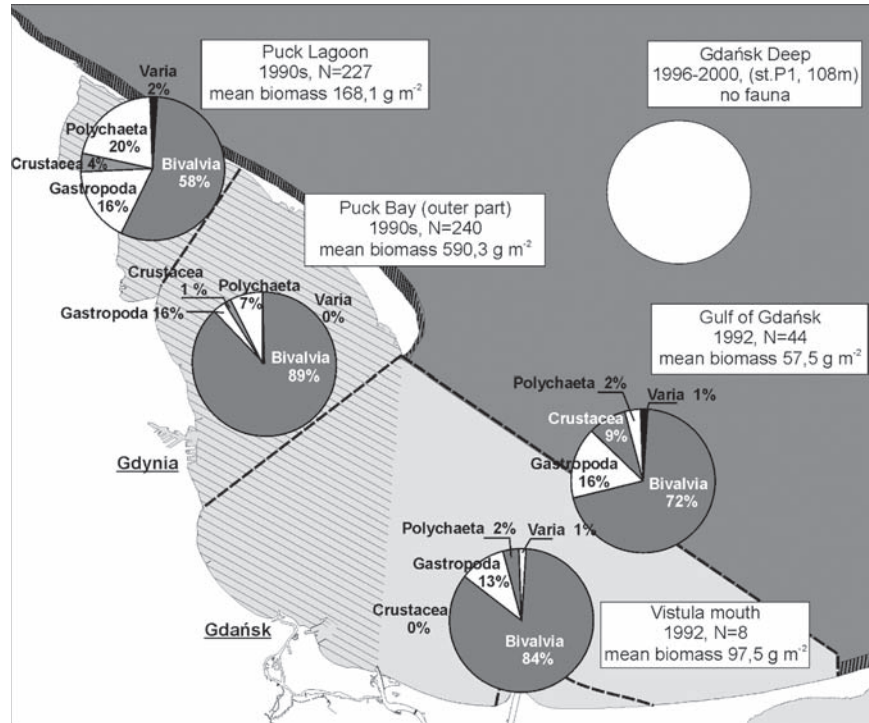 Puck Lagoon
1990s, N=227
mean biomass 168,1 g m⁻²
Gdańsk Deep
1996-2000, (st.P1, 108m)
no fauna
Varia
2%
Polychaeta
20%
Crustacea 4%
Gastropoda
16%
Bivalvia
58%
Puck Bay (outer part)
1990s, N=240
mean biomass 590,3 g m⁻²
Crustacea
1 %
Polychaeta
7%
Varia
0%
Gastropoda 16%
Bivalvia
89%
Gulf of Gdańsk
1992, N=44
mean biomass 57,5 g m⁻²
Polychaeta 2%
Varia 1%
Crustacea
9%
Gastropoda
16%
Bivalvia
72%
Gdynia
Polychaeta 2%
Varia 1%
Gastropoda
13%
Crustacea
0%
Bivalvia
84%
Gdańsk
Vistula mouth
1992, N=8
mean biomass 97,5 g m⁻²